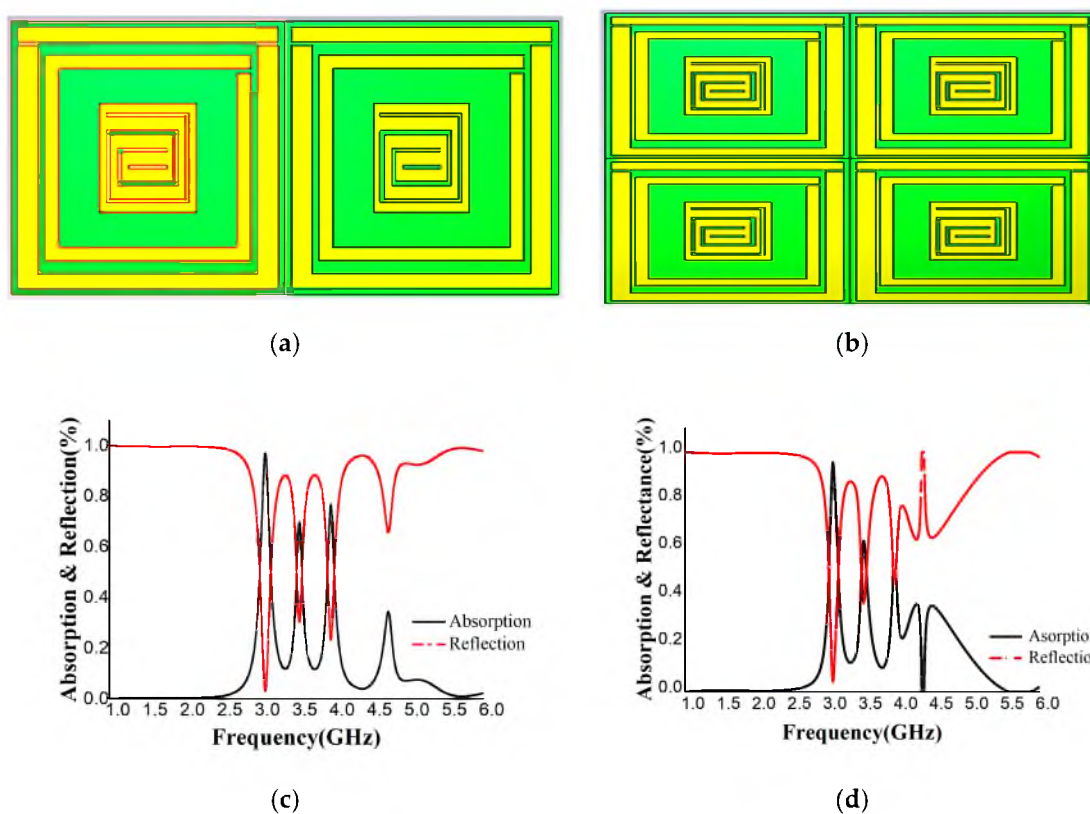 (a)
(b)
Absorption & Reflection(%)
1.0
0.8
0.6
0.4
0.2
0.0
1.0 1.5 2.0 2.5 3.0 3.5 4.0 4.5 5.0 5.5 6.0
Frequency(GHz)
Absorption
Reflection
(c)
Absorption & Reflectance(%)
1.0
0.8
0.6
0.4
0.2
0.0
1.0 1.5 2.0 2.5 3.0 3.5 4.0 4.5 5.0 5.5 6.0
Frequency(GHz)
Asorptio
Reflectio
(d)